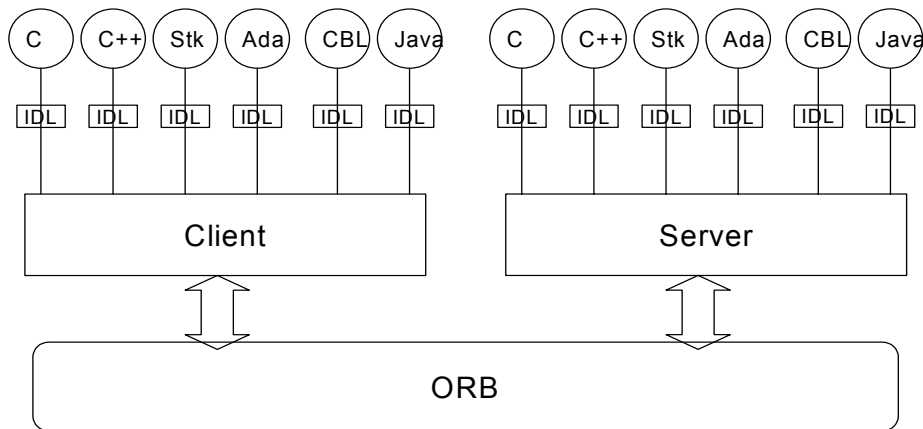 C C++ Stk Ada CBL Java C C++ Stk Ada CBL Java
IDL IDL IDL IDL IDL IDL IDL IDL IDL IDL IDL IDL
Client Server
ORB